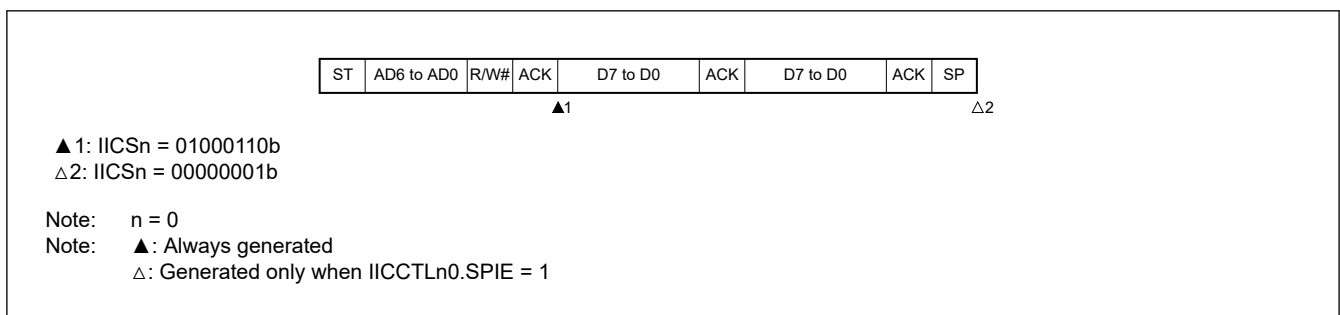 ST AD6 to AD0 R/W# ACK D7 to D0 ACK D7 to D0 ACK SP
▲1 △2
▲1: IICSn = 01000110b
△2: IICSn = 00000001b
Note: n = 0
Note: ▲: Always generated
△: Generated only when IICCTLn0.SPIE = 1